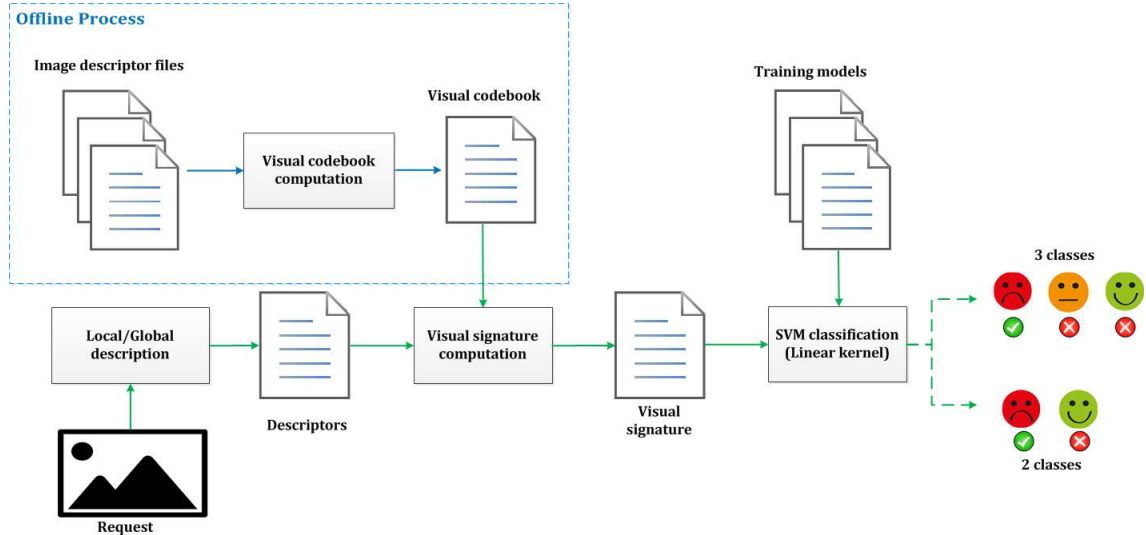 Offline Process
Image descriptor files
Visual codebook
computation
Visual codebook
Training models
Local/Global
description
Descriptors
Visual signature
computation
Visual
signature
SVM classification
(Linear kernel)
3 classes
2 classes
Request